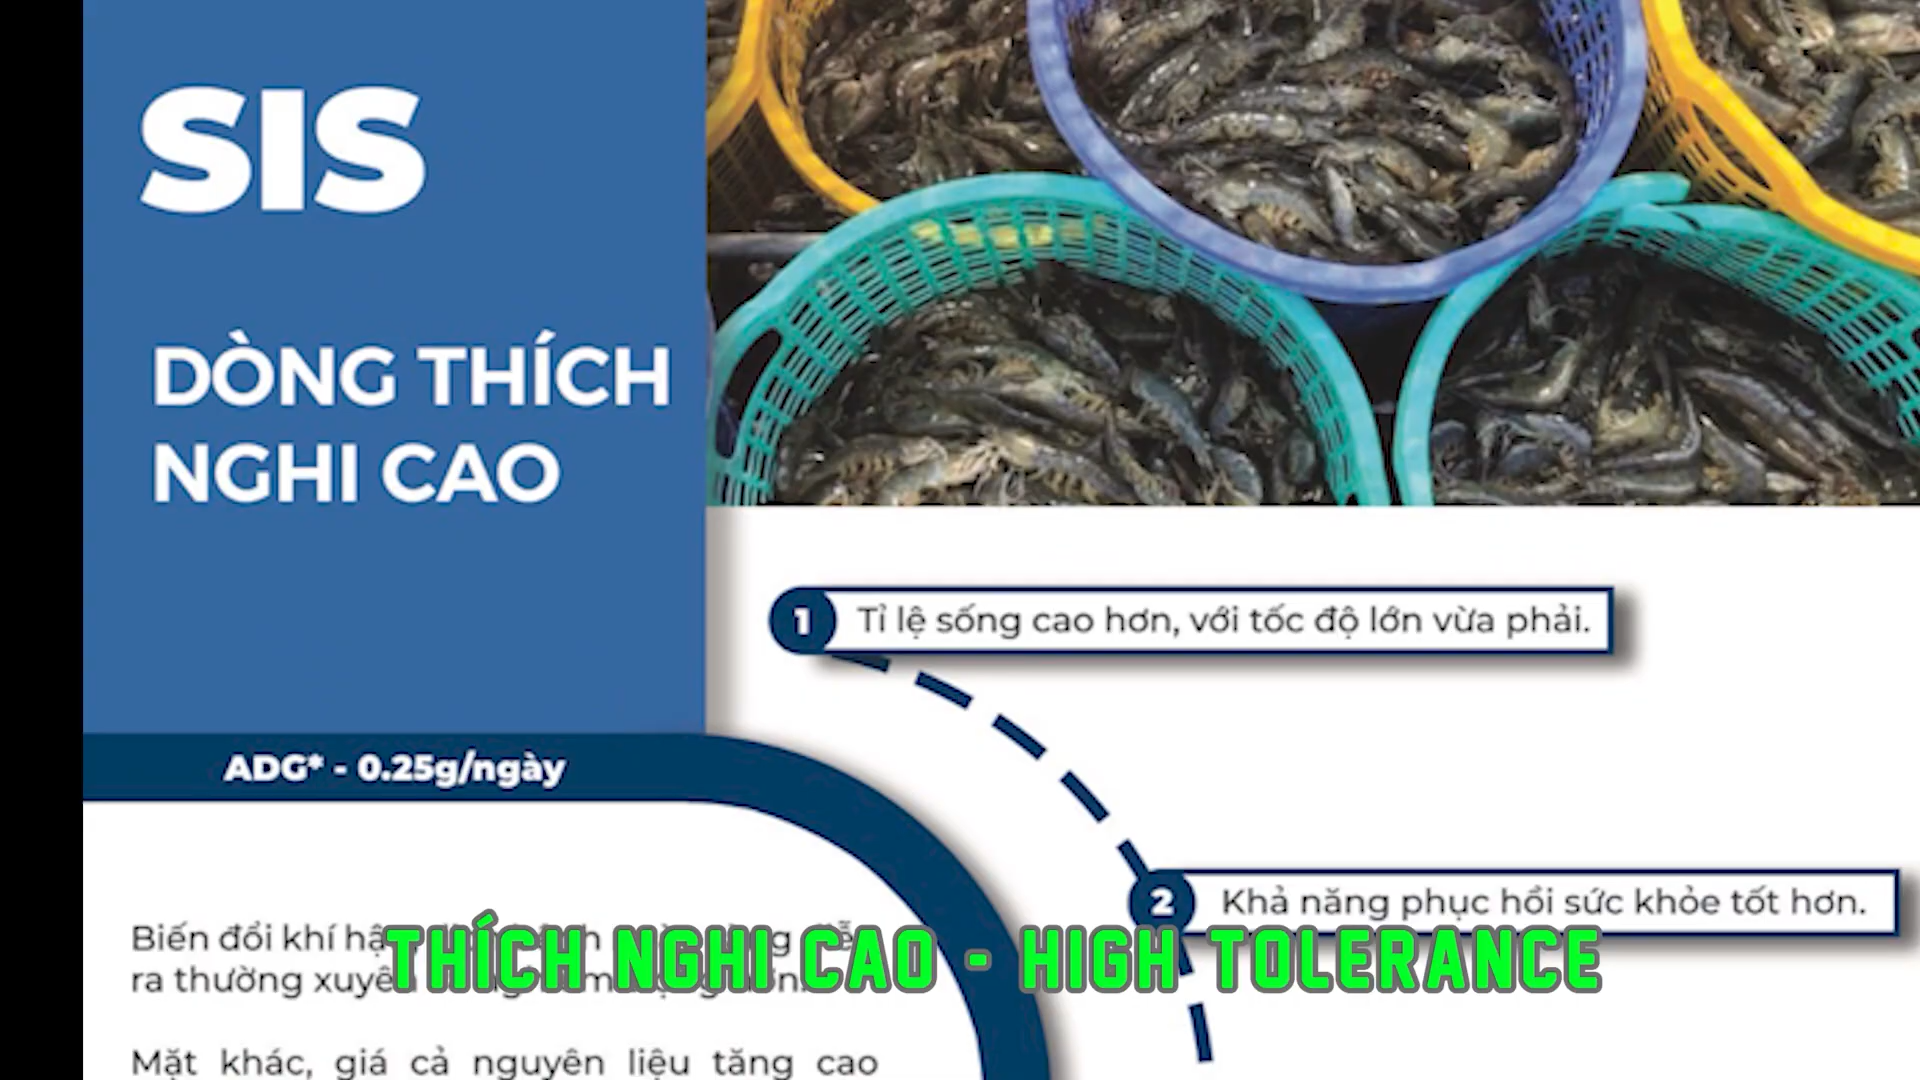 SIS
DÒNG THÍCH
NGHI CAO
1 Tỉ lệ sống cao hơn, với tốc độ lớn vừa phải.
ADG* - 0.25g/ngày
2 Khả năng phục hồi sức khỏe tốt hơn.
Biến đổi khí
ra thường
THÍCH NGHI CAO - HIGH TOLERANCE
Mặt khác, giá cả nguyên liệu tăng cao